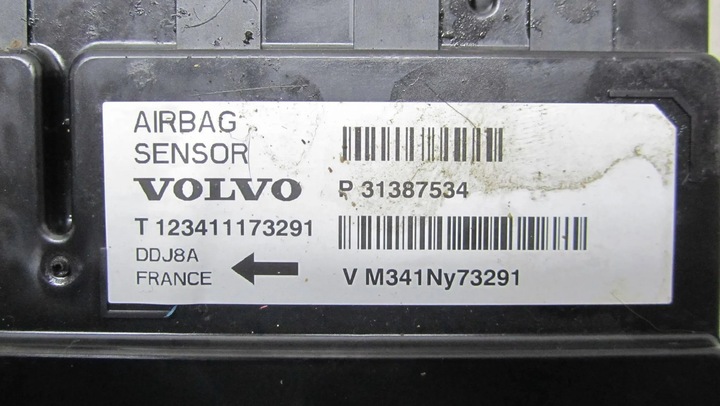 AIRBAG
SENSOR
VOLVO P 31387534
T 123411173291
DDJ8A
FRANCE V M341Ny73291